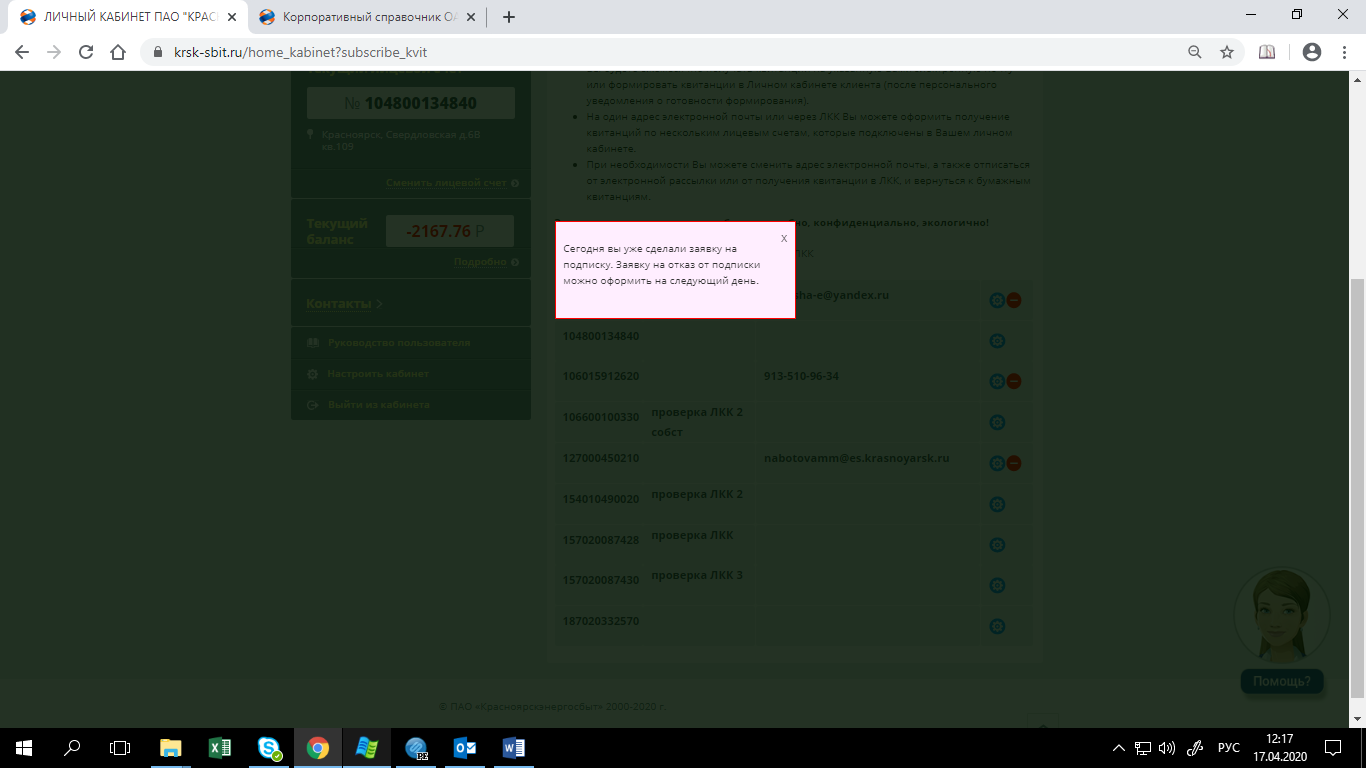 ЛИЧНЫЙ КАБИНЕТ ПАО "КРАС
Корпоративный справочник ОА
krsk-sbit.ru/home_kabinet?subscribe_kvit
№ 104800134840
Красноярск, Свердловская д.6В
кв.109
Сменить лицевой счет
Текущий
баланс
-2167.76 Р
Подробно
Контакты
Руководство пользователя
Настроить кабинет
Выйти из кабинета
или формировать квитанции в Личном кабинете клиента (после персонального
уведомления о готовности формирования).
На один адрес электронной почты или через ЛКК Вы можете оформить получение
квитанций по нескольким лицевым счетам, которые подключены в Вашем личном
кабинете.
При необходимости Вы можете сменить адрес электронной почты, а также отписаться
от электронной рассылки или от получения квитанции в ЛКК, и вернуться к бумажным
квитанциям.
конфиденциально, экологично!
ЛКК
X
Сегодня вы уже сделали заявку на
подписку. Заявку на отказ от подписки
можно оформить на следующий день.
ha-e@yandex.ru
104800134840
106015912620 913-510-96-34
106600100330 проверка ЛКК 2
собст
127000450210 nabotovamm@es.krasnoyarsk.ru
154010490020 проверка ЛКК 2
157020087428 проверка ЛКК
157020087430 проверка ЛКК 3
187020332570
Помощь?
© ПАО «Красноярскэнергосбыт» 2000-2020 г.
РУС
12:17
17.04.2020